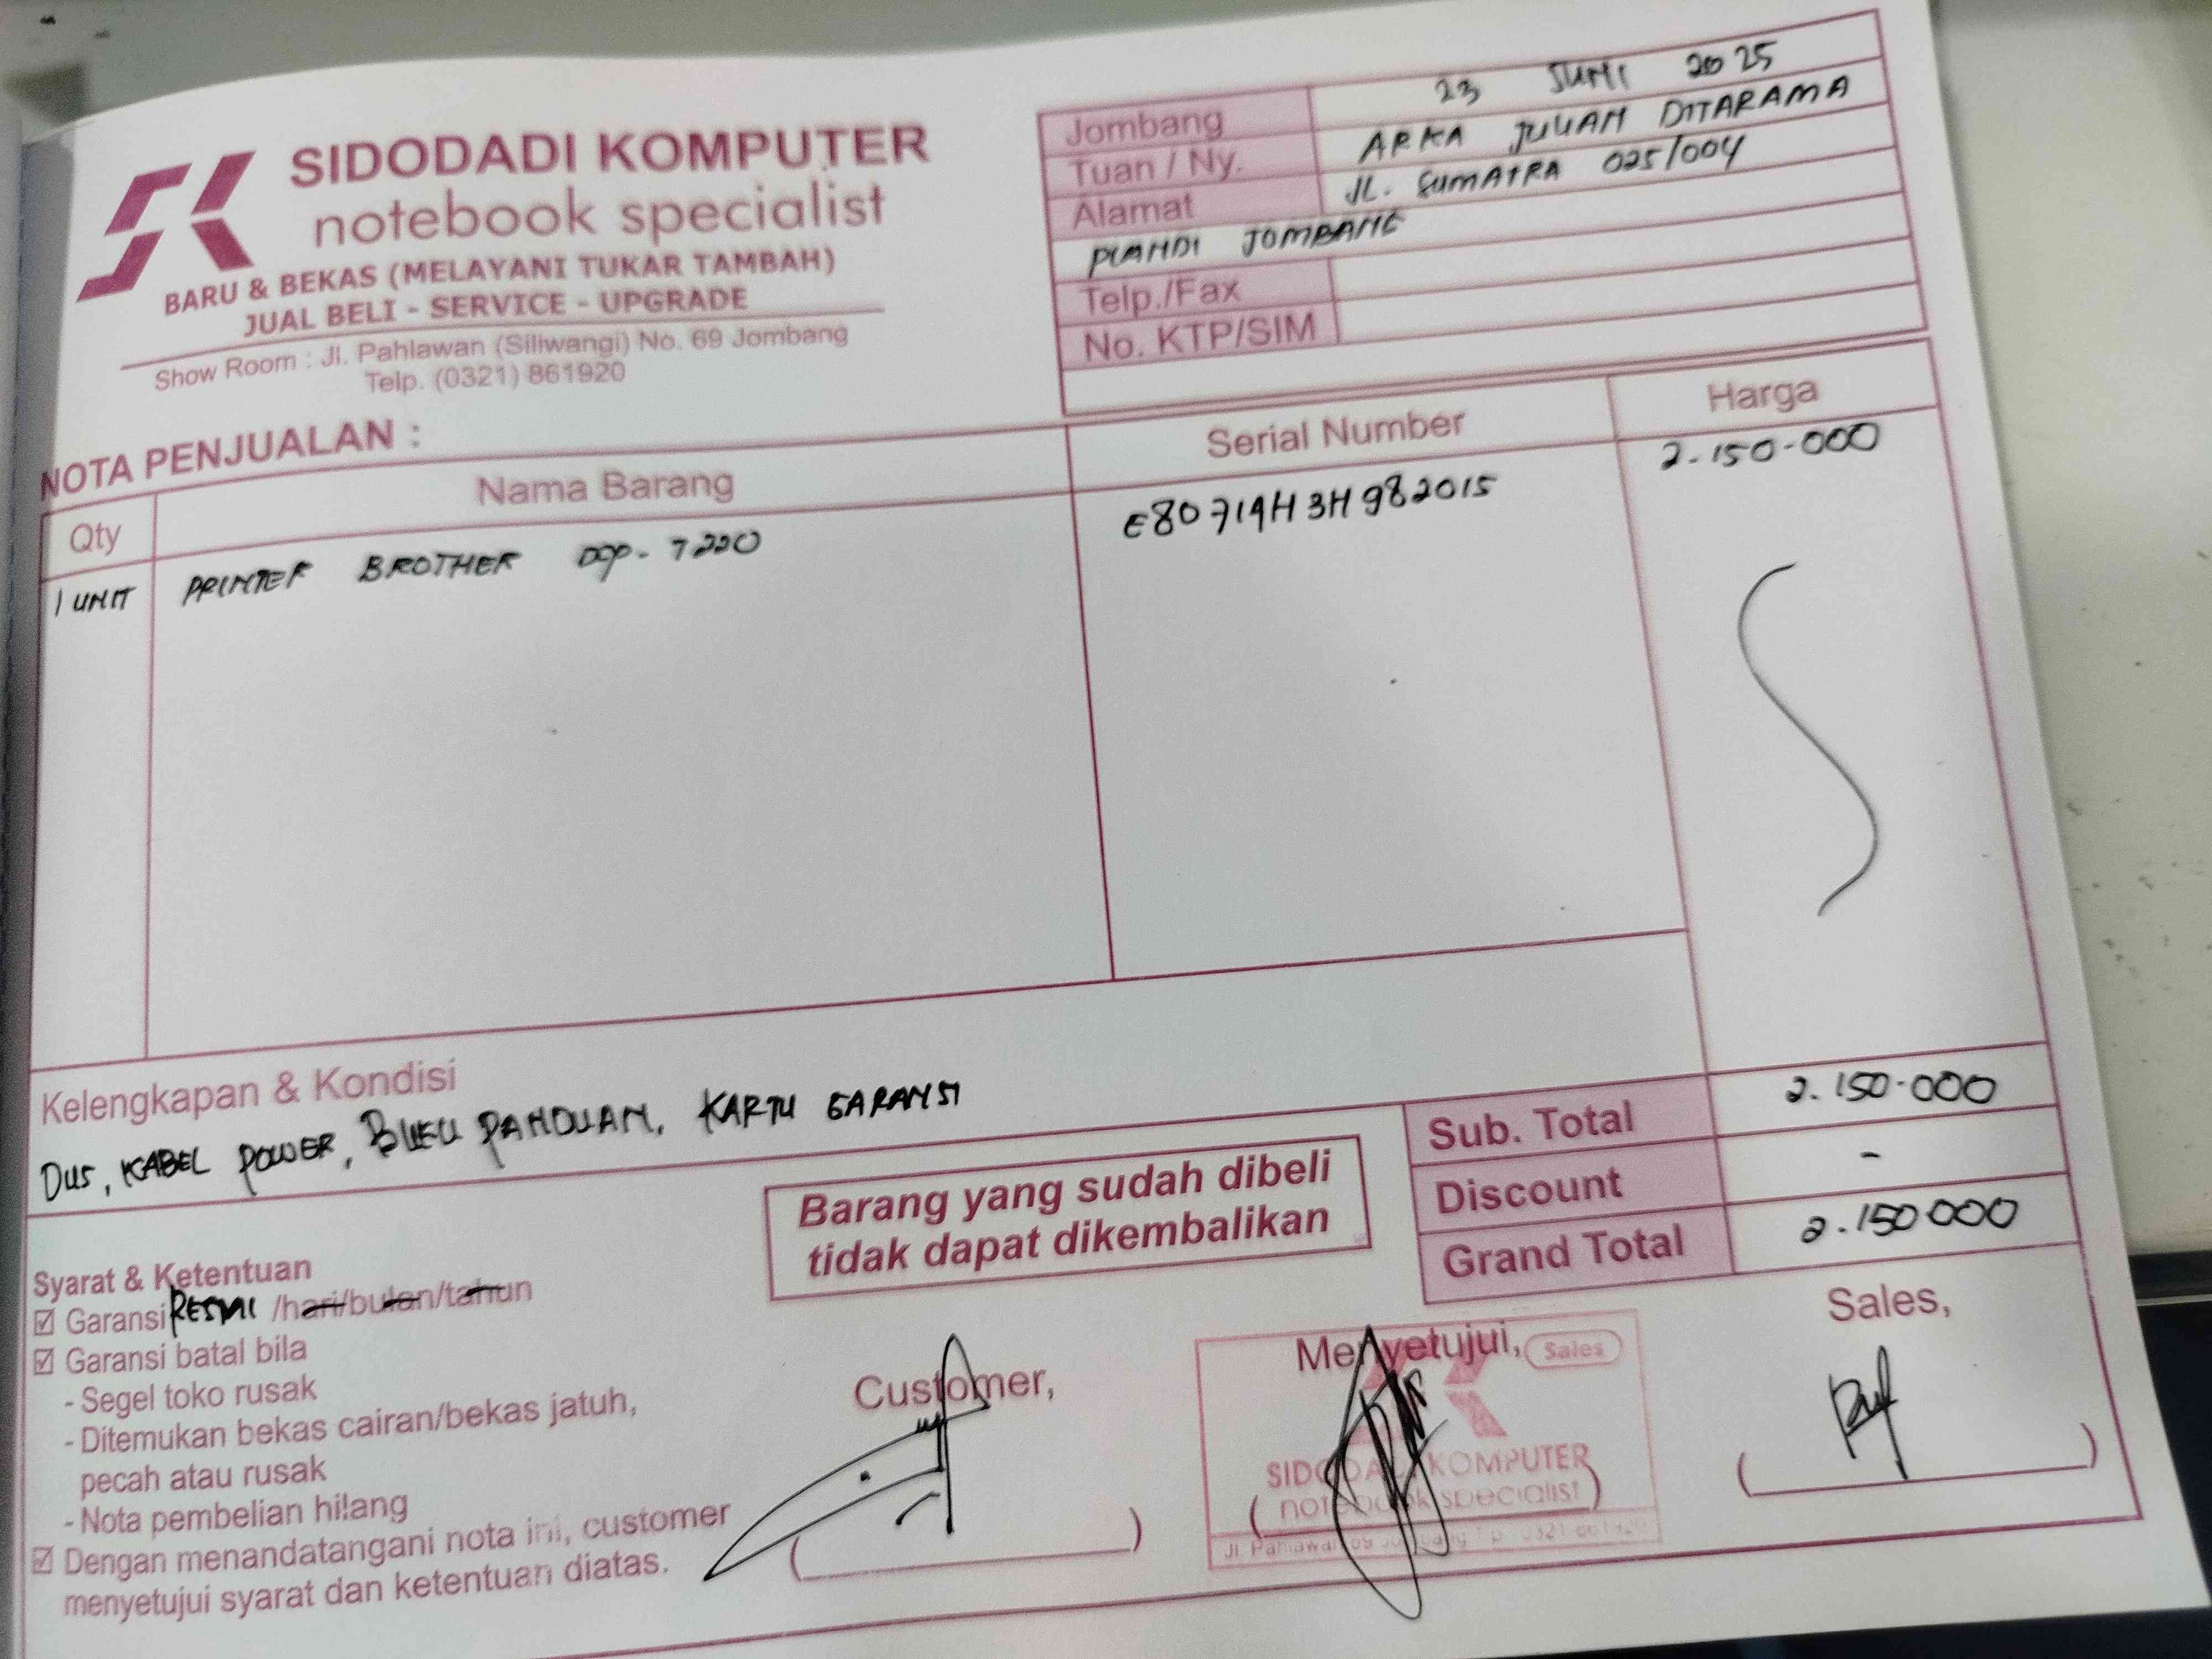 SIDODADI KOMPUTER
notebook specialist
BARU & BEKAS (MELAYANI TUKAR TAMBAH)
JUAL BELI - SERVICE - UPGRADE
Show Room : Jl. Pahlawan (Siliwangi) No. 69 Jombang
Telp. (0321) 861920
Jombang 23 JUNI 2025
Tuan / Ny. ARKA JULIAN DITARAMA
Alamat JL. SUMATRA 025/004
PLANDI JOMBANG
Telp./Fax
No. KTP/SIM
NOTA PENJUALAN :
Qty Nama Barang Serial Number Harga
1 UNIT PRINTER BROTHER DCP-T220 E80719H3H982015 2.150.000
Kelengkapan & Kondisi
DUS, KABEL POWER, BUKU PANDUAN, KARTU GARANSI
Sub. Total 2.150.000
Discount -
Grand Total 2.150000
Barang yang sudah dibeli
tidak dapat dikembalikan
Syarat & Ketentuan
Garansi RESMI /hari/bulan/tahun
Garansi batal bila
- Segel toko rusak
- Ditemukan bekas cairan/bekas jatuh,
pecah atau rusak
- Nota pembelian hilang
Dengan menandatangani nota ini, customer
menyetujui syarat dan ketentuan diatas.
Customer,
Menyetujui,
Sales
SIDODADI KOMPUTER
notebook specialist
Sales,